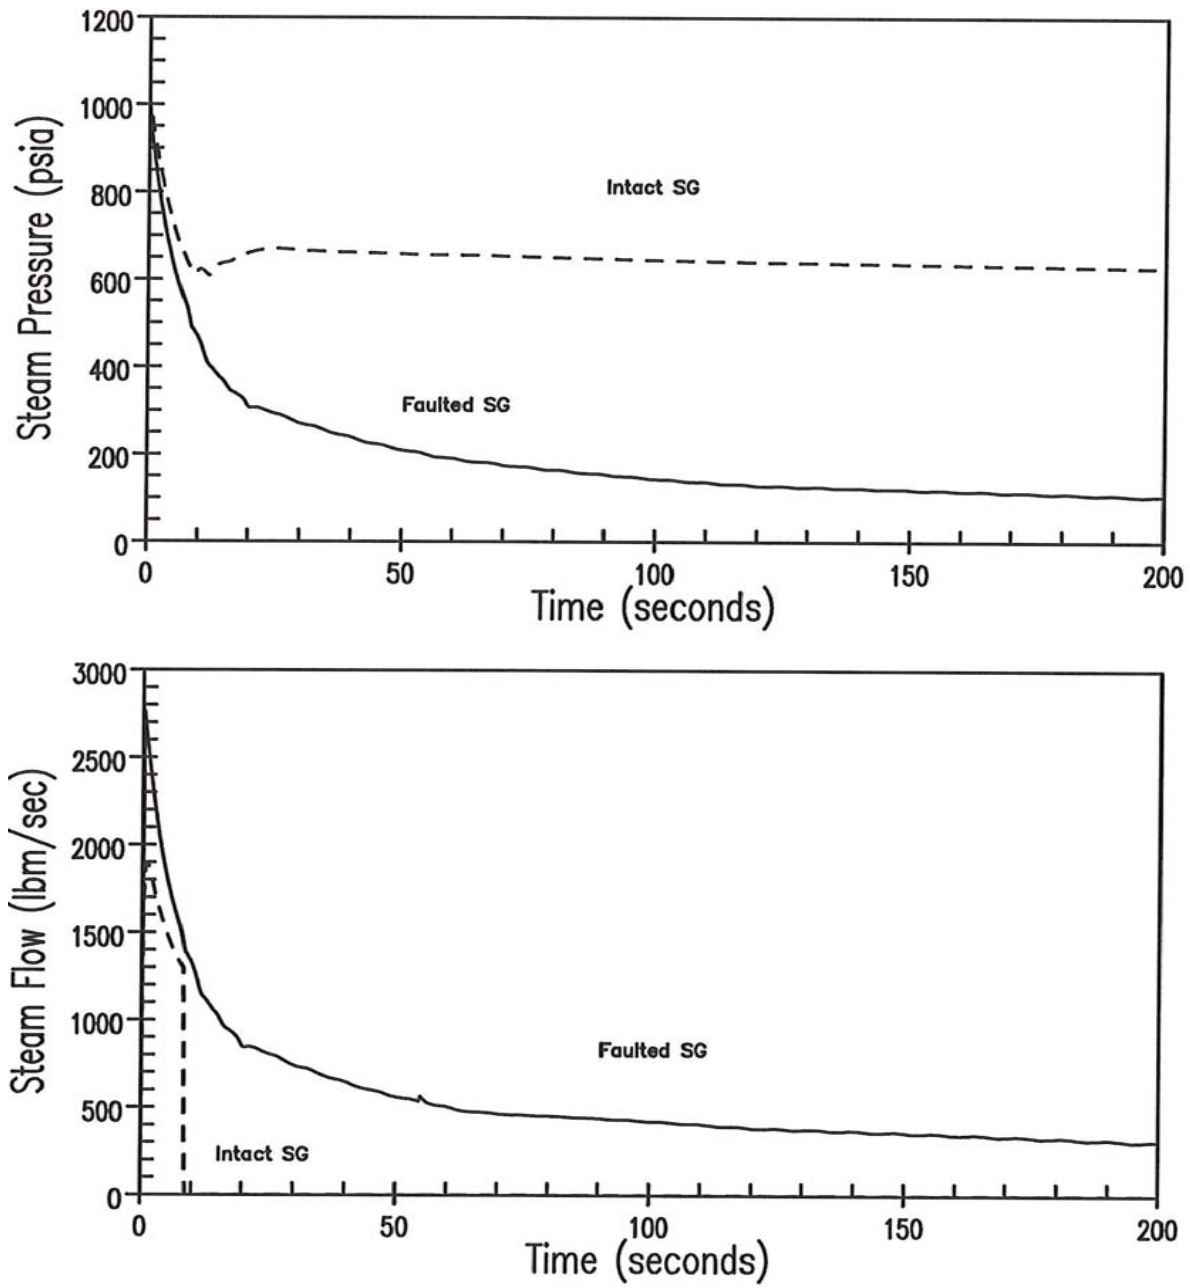 1200
1000
800
600
400
200
0
Steam Pressure (psia)
Intact SG
Faulted SG
0 50 100 150 200
Time (seconds)
3000
2500
2000
1500
1000
500
0
Steam Flow (lbm/sec)
Faulted SG
Intact SG
0 50 100 150 200
Time (seconds)